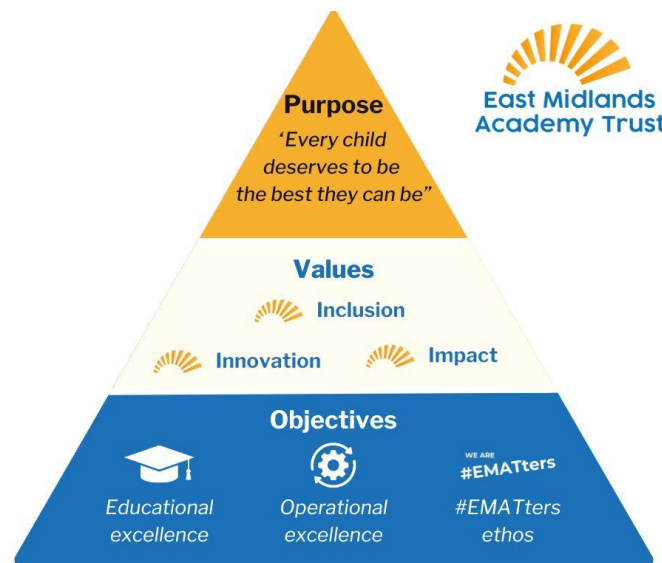 Purpose
‘Every child
deserves to be
the best they can be”
East Midlands
Academy Trust
Values
Inclusion
Innovation
Impact
Objectives
WE ARE
#EMATters
Educational
excellence
Operational
excellence
#EMATters
ethos